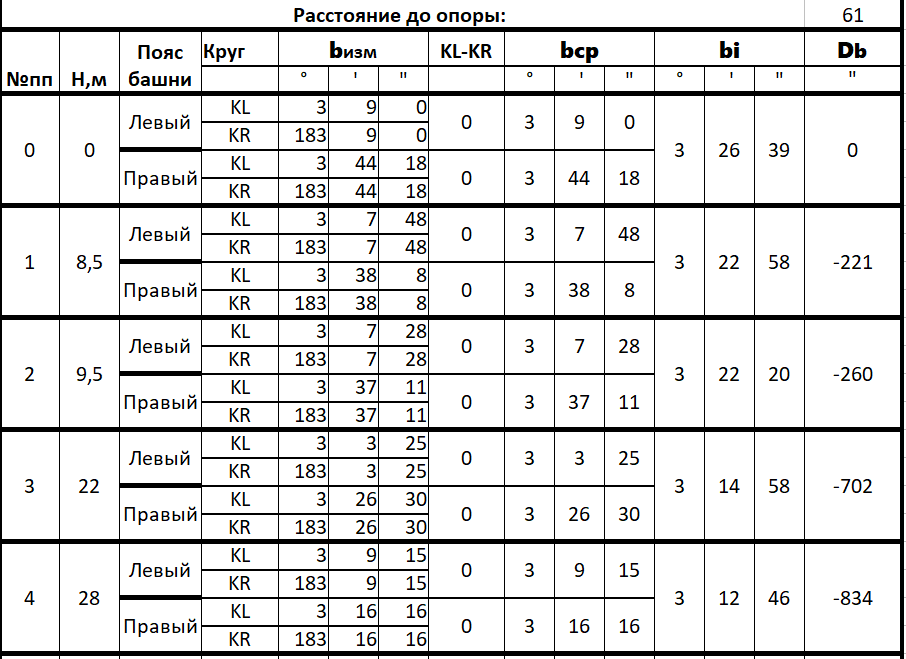 Расстояние до опоры: 61
№пп Н,м Пояс башни Круг bизм KL-KR bср bi Db
° ' " ° ' " ° ' " "
0 0 Левый KL 3 9 0 0 3 9 0 3 26 39 0
KR 183 9 0
Правый KL 3 44 18 0 3 44 18
KR 183 44 18
1 8,5 Левый KL 3 7 48 0 3 7 48 3 22 58 -221
KR 183 7 48
Правый KL 3 38 8 0 3 38 8
KR 183 38 8
2 9,5 Левый KL 3 7 28 0 3 7 28 3 22 20 -260
KR 183 7 28
Правый KL 3 37 11 0 3 37 11
KR 183 37 11
3 22 Левый KL 3 3 25 0 3 3 25 3 14 58 -702
KR 183 3 25
Правый KL 3 26 30 0 3 26 30
KR 183 26 30
4 28 Левый KL 3 9 15 0 3 9 15 3 12 46 -834
KR 183 9 15
Правый KL 3 16 16 0 3 16 16
KR 183 16 16